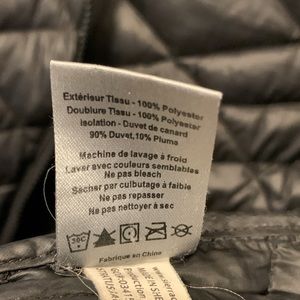 Extérieur Tissu - 100% Polyester
Doublure Tissu - 100% Polyester
isolation - Duvet de canard
90% Duvet,10% Plume
Machine de lavage à froid
Laver avec couleurs semblables
Ne pas bleach
Sécher par culbutage à faible
Ne pas repasser
Ne pas nettoyer à sec
30C
Fabrique en Chine